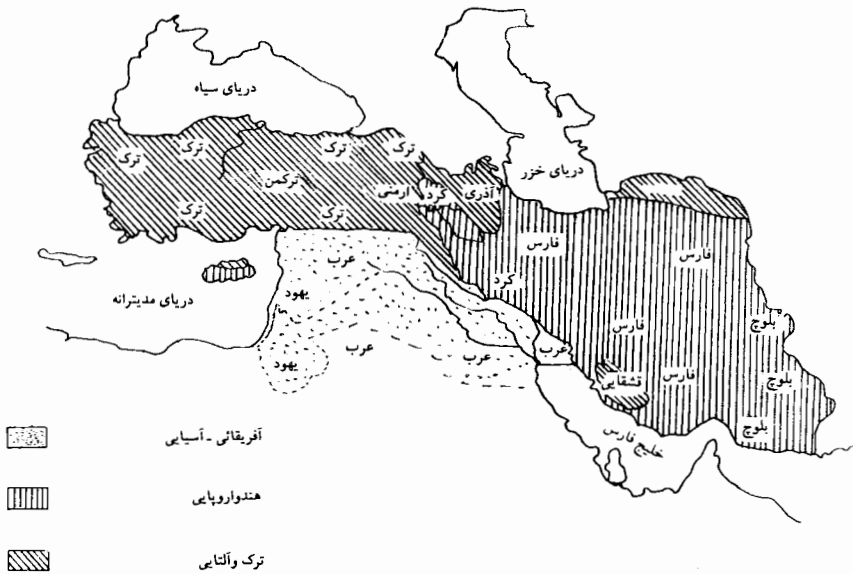 دریای سیاه
دریای خزر
ترک
ترک
ترک
ترک
ترکمن
ارمنی
کرد
آذری
ترک
ترک
فارس
فارس
کرد
عرب
یهود
دریای مدیترانه
فارس
بلوچ
عرب
عرب
عرب
یهود
قشقایی
فارس
بلوچ
بلوچ
خلیج فارس
آفریقائی - آسیایی
هندواروپایی
ترک وآلتایی